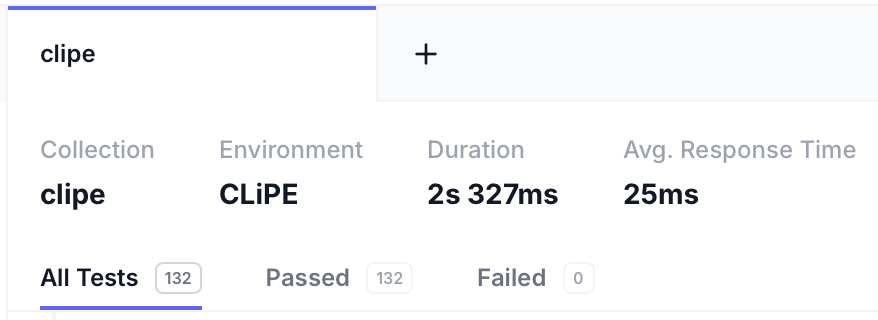 clipe +
Collection Environment Duration Avg. Response Time
clipe CLiPE 2s 327ms 25ms
All Tests 132 Passed 132 Failed 0